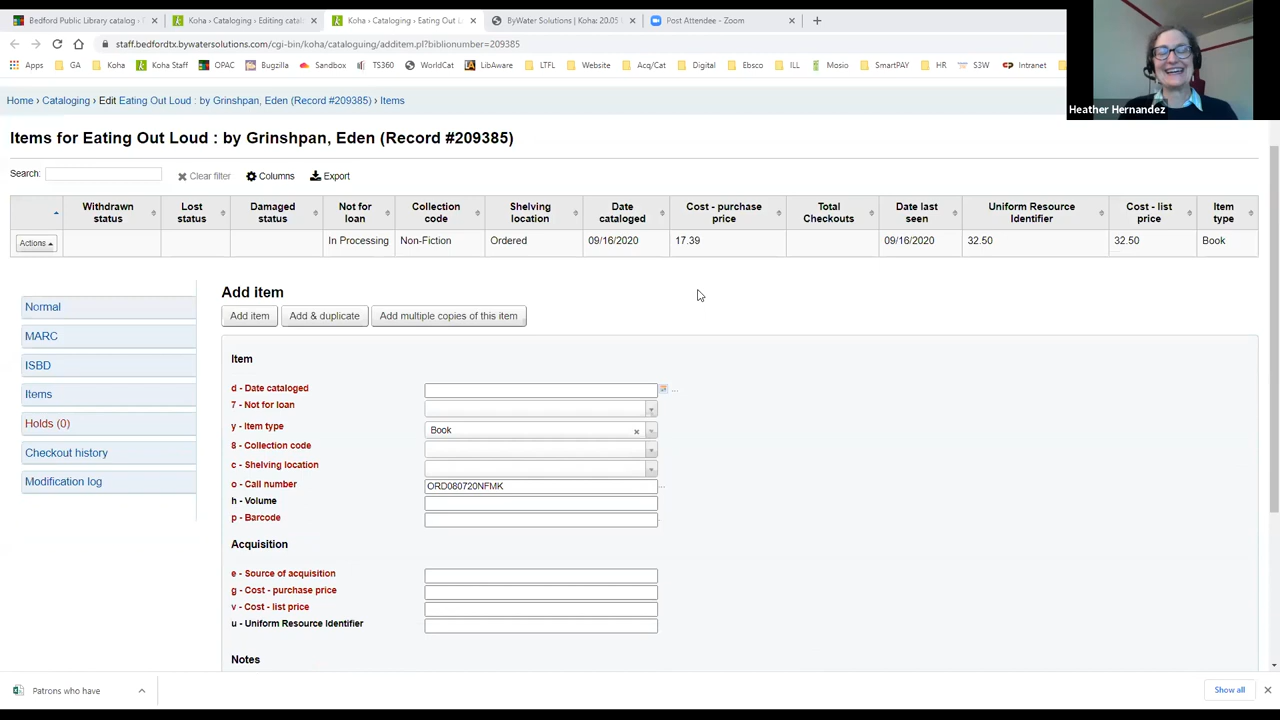 Bedford Public Library catalog ›
Koha › Cataloging › Editing catal
Koha › Cataloging › Eating Out L
ByWater Solutions | Koha: 20.05
Post Attendee - Zoom
staff.bedfordtx.bywatersolutions.com/cgi-bin/koha/cataloguing/additem.pl?biblionumber=209385
Apps GA Koha Koha Staff OPAC Bugzilla Sandbox TS360 WorldCat LibAware LTFL Website Acq/Cat Digital Ebsco ILL Mosio SmartPAY HR S3W Intranet
Heather Hernandez
Home › Cataloging › Edit Eating Out Loud : by Grinshpan, Eden (Record #209385) › Items
Items for Eating Out Loud : by Grinshpan, Eden (Record #209385)
Search: Clear filter Columns Export
Withdrawn status Lost status Damaged status Not for loan Collection code Shelving location Date cataloged Cost - purchase price Total Checkouts Date last seen Uniform Resource Identifier Cost - list price Item type
Actions In Processing Non-Fiction Ordered 09/16/2020 17.39 09/16/2020 32.50 32.50 Book
Normal
MARC
ISBD
Items
Holds (0)
Checkout history
Modification log
Add item
Add item Add & duplicate Add multiple copies of this item
Item
d - Date cataloged ...
7 - Not for loan
y - Item type Book ×
8 - Collection code
c - Shelving location
o - Call number ORD080720NFMK ...
h - Volume
p - Barcode
Acquisition
e - Source of acquisition
g - Cost - purchase price
v - Cost - list price
u - Uniform Resource Identifier
Notes
Patrons who have
Show all